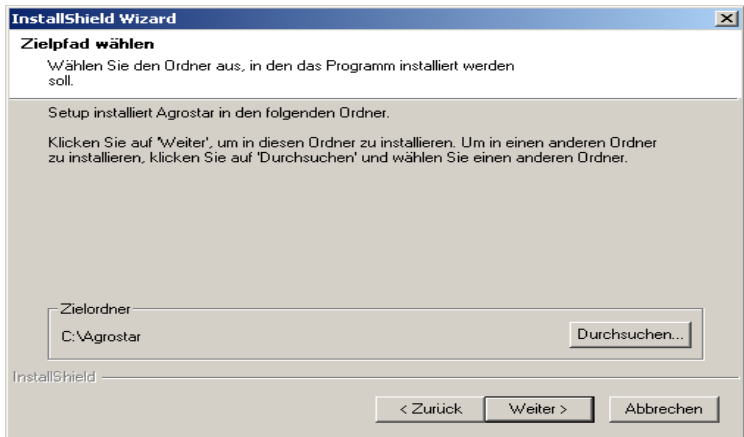 InstallShield Wizard
Zielpfad wählen
Wählen Sie den Ordner aus, in den das Programm installiert werden
soll.
Setup installiert Agrostar in den folgenden Ordner.
Klicken Sie auf 'Weiter', um in diesen Ordner zu installieren. Um in einen anderen Ordner
zu installieren, klicken Sie auf 'Durchsuchen' und wählen Sie einen anderen Ordner.
Zielordner
C:\Agrostar
Durchsuchen...
InstallShield
< Zurück
Weiter >
Abbrechen